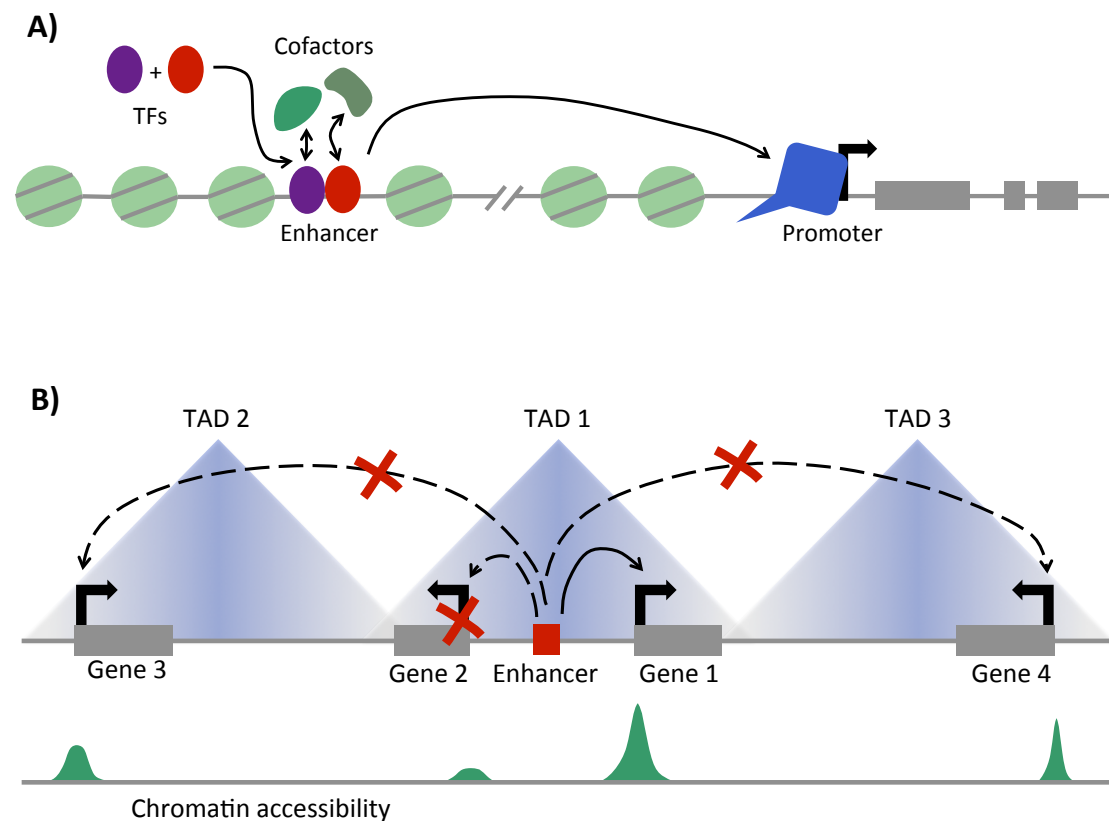 A)
Cofactors
+
TFs
Enhancer
Promoter
B)
TAD 2
TAD 1
TAD 3
Gene 3
Gene 2
Enhancer
Gene 1
Gene 4
Chromatin accessibility